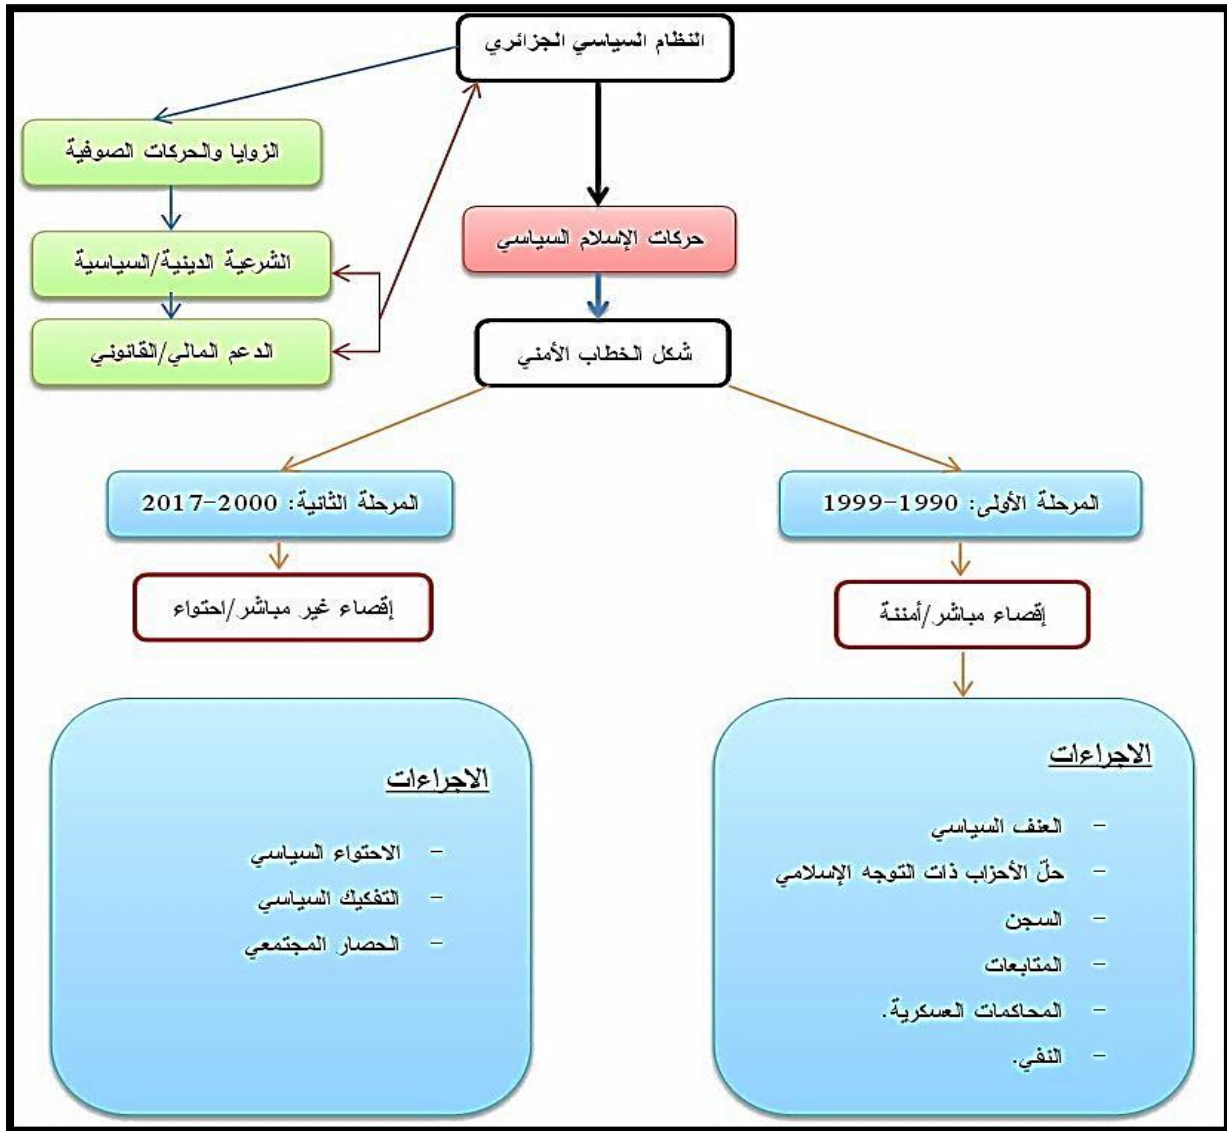 النظام السياسي الجزائري
الزوايا والحركات الصوفية
حركات الإسلام السياسي
الشرعية الدينية/السياسية
الدعم المالي/القانوني
شكل الخطاب الأمني
المرحلة الأولى: 1990-1999
المرحلة الثانية: 2000-2017
إقصاء مباشر/أمننة
إقصاء غير مباشر/احتواء
الاجراءات
- العنف السياسي
- حلّ الأحزاب ذات التوجه الإسلامي
- السجن
- المتابعات
- المحاكمات العسكرية.
- النفي.
الاجراءات
- الاحتواء السياسي
- التفكيك السياسي
- الحصار المجتمعي